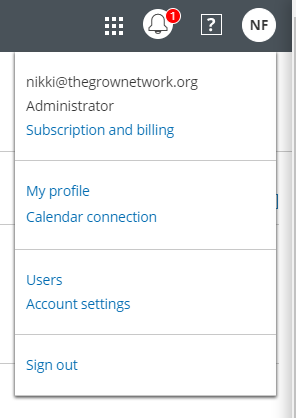 1
?
NF
nikki@thegrownetwork.org
Administrator
Subscription and billing
My profile
Calendar connection
Users
Account settings
Sign out